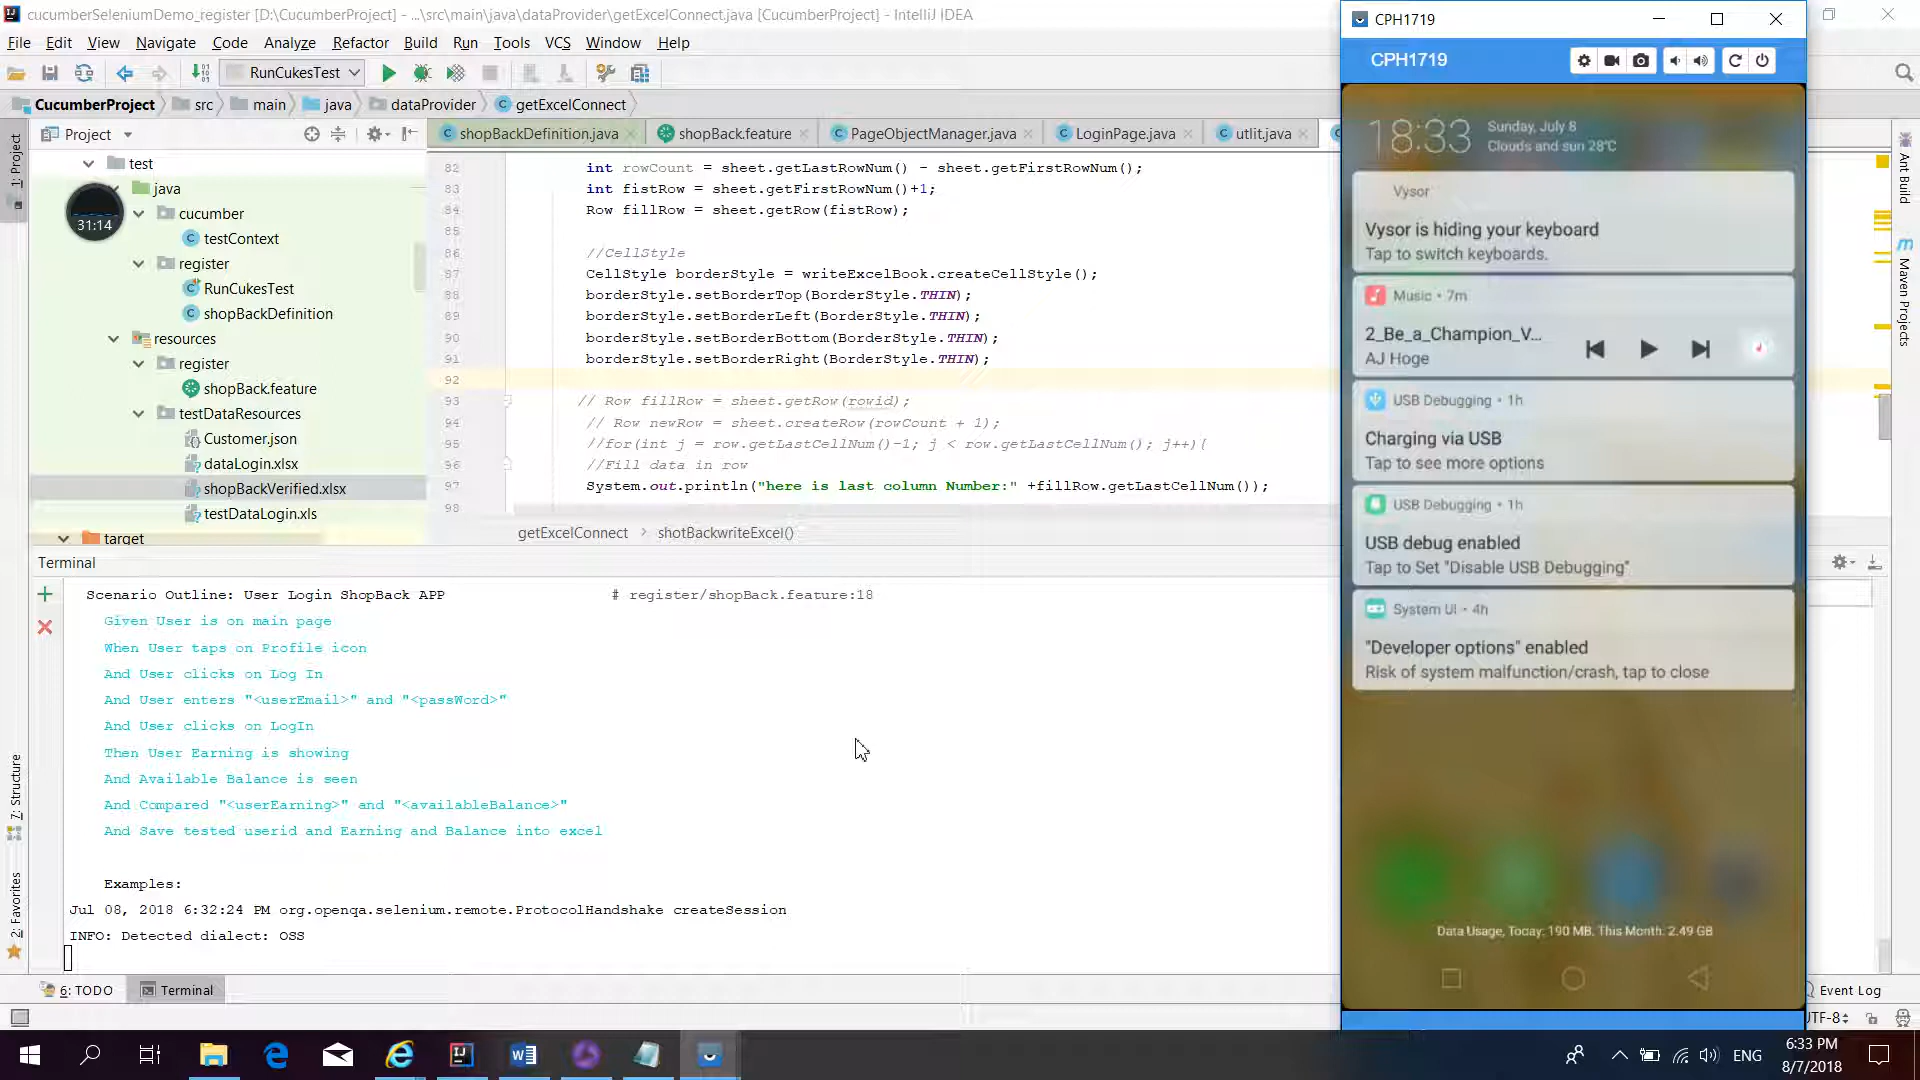 cucumberSeleniumDemo_register [D:\CucumberProject] - ...\src\main\java\dataProvider\getExcelConnect.java [CucumberProject] - IntelliJ IDEA
File Edit View Navigate Code Analyze Refactor Build Run Tools VCS Window Help
RunCukesTest
CucumberProject src main java dataProvider getExcelConnect
Project
shopBackDefinition.java shopBack.feature PageObjectManager.java LoginPage.java utlit.java
1: Project
test
java
31:14
cucumber
testContext
register
RunCukesTest
shopBackDefinition
resources
register
shopBack.feature
testDataResources
Customer.json
dataLogin.xlsx
shopBackVerified.xlsx
testDataLogin.xls
target
82 int rowCount = sheet.getLastRowNum() - sheet.getFirstRowNum();
83 int fistRow = sheet.getFirstRowNum()+1;
84 Row fillRow = sheet.getRow(fistRow);
85
86 //CellStyle
87 CellStyle borderStyle = writeExcelBook.createCellStyle();
88 borderStyle.setBorderTop(BorderStyle.THIN);
89 borderStyle.setBorderLeft(BorderStyle.THIN);
90 borderStyle.setBorderBottom(BorderStyle.THIN);
91 borderStyle.setBorderRight(BorderStyle.THIN);
92
93 // Row fillRow = sheet.getRow(rowid);
94 // Row newRow = sheet.createRow(rowCount + 1);
95 //for(int j = row.getLastCellNum()-1; j < row.getLastCellNum(); j++){
96 //Fill data in row
97 System.out.println("here is last column Number:" +fillRow.getLastCellNum());
98
getExcelConnect shotBackwriteExcel()
Terminal
Scenario Outline: User Login ShopBack APP # register/shopBack.feature:18
Given User is on main page
When User taps on Profile icon
And User clicks on Log In
And User enters "<userEmail>" and "<passWord>"
And User clicks on LogIn
Then User Earning is showing
And Available Balance is seen
And Compared "<userEarning>" and "<availableBalance>"
And Save tested userid and Earning and Balance into excel
Examples:
Jul 08, 2018 6:32:24 PM org.openqa.selenium.remote.ProtocolHandshake createSession
INFO: Detected dialect: OSS
7: Structure
2: Favorites
6: TODO Terminal
Event Log
UTF-8
Ant Build
Maven Projects
CPH1719
CPH1719
18:33
Sunday, July 8
Clouds and sun 28°C
Vysor
Vysor is hiding your keyboard
Tap to switch keyboards.
Music • 7m
2_Be_a_Champion_V...
AJ Hoge
USB Debugging • 1h
Charging via USB
Tap to see more options
USB Debugging • 1h
USB debug enabled
Tap to Set "Disable USB Debugging"
System UI • 4h
"Developer options" enabled
Risk of system malfunction/crash, tap to close
Data Usage, Today: 190 MB. This Month: 2.49 GB
ENG
6:33 PM
8/7/2018